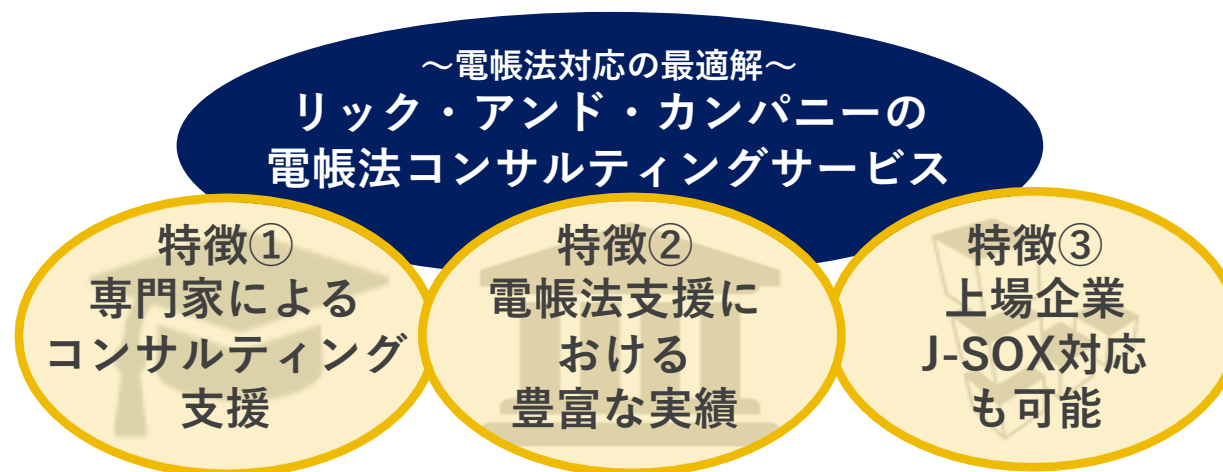 ～電帳法対応の最適解～
リック・アンド・カンパニーの
電帳法コンサルティングサービス
特徴①
専門家による
コンサルティング
支援
特徴②
電帳法支援に
おける
豊富な実績
特徴③
上場企業
J-SOX対応
も可能